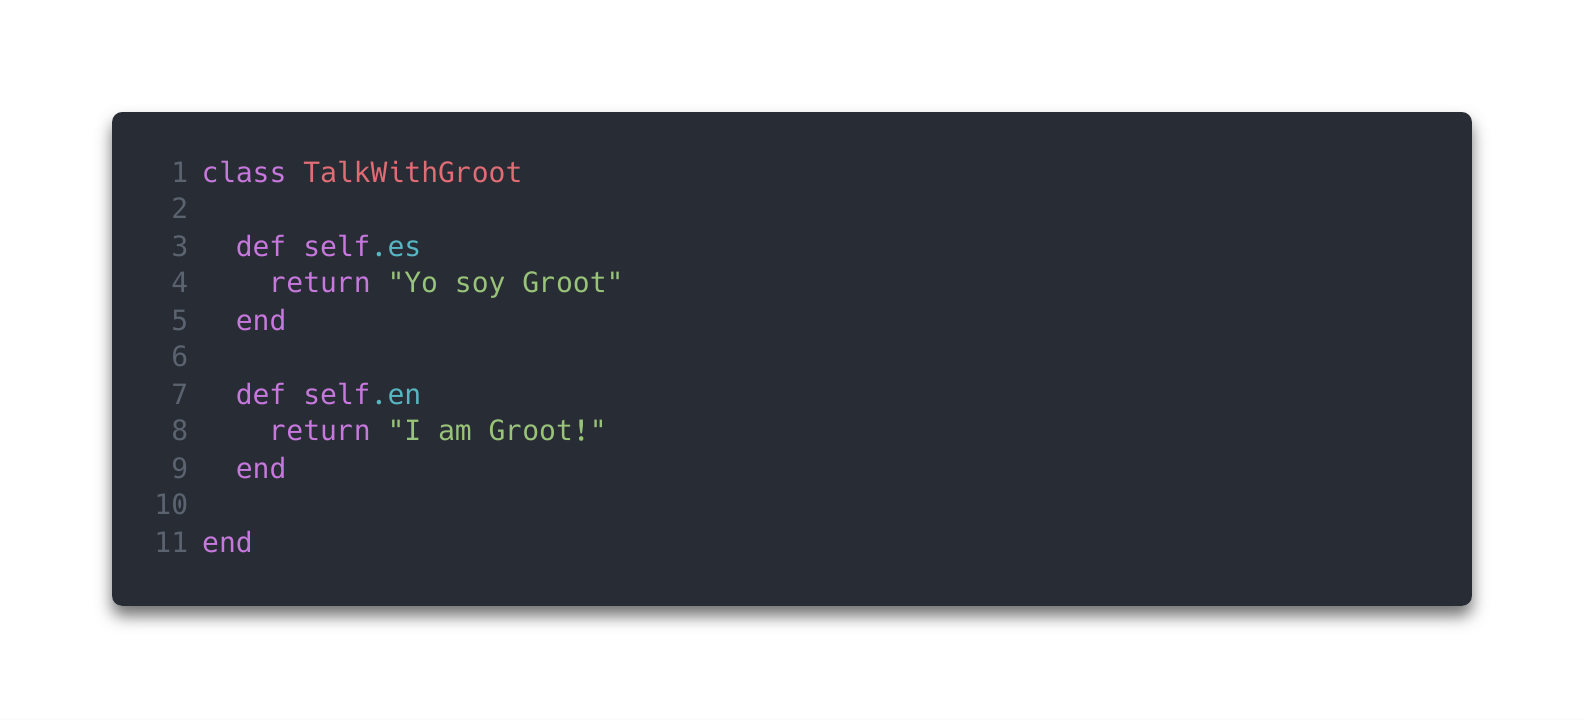 1 class TalkWithGroot
2
3   def self.es
4     return "Yo soy Groot"
5   end
6
7   def self.en
8     return "I am Groot!"
9   end
10
11 end